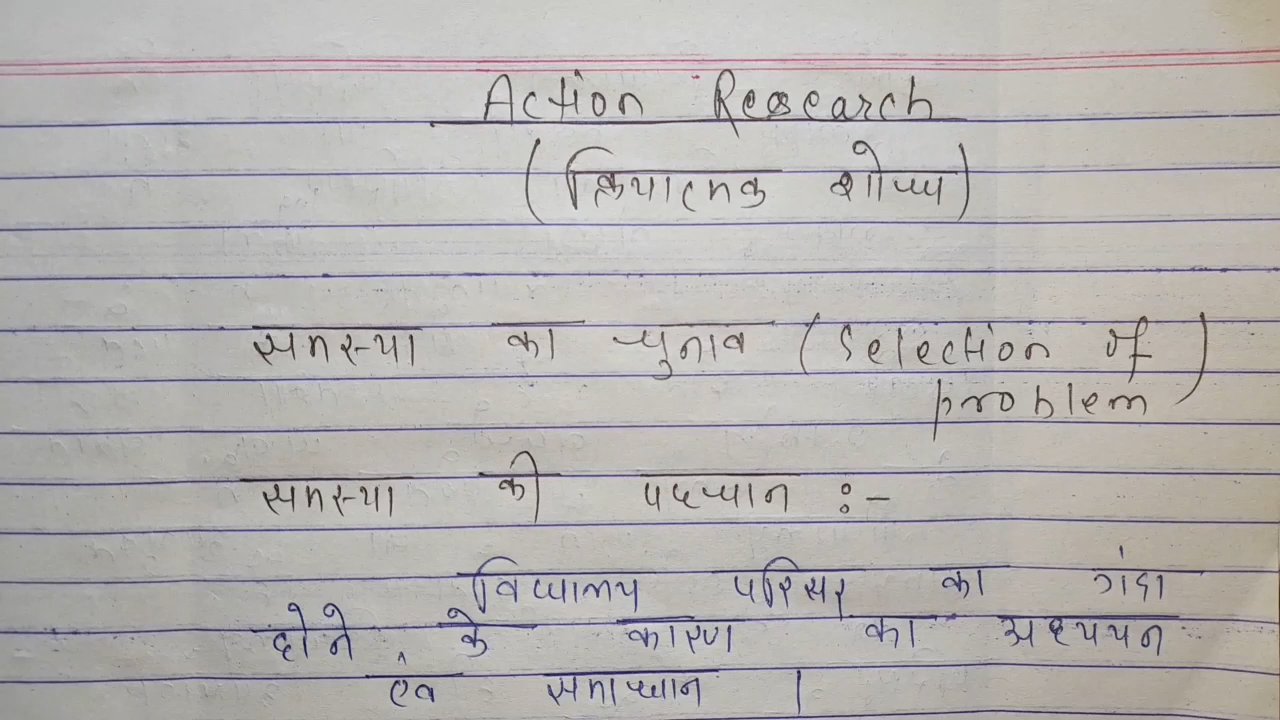 Action Research
(क्रियात्मक शोध)
समस्या का चुनाव (Selection of
problem)
समस्या की पहचान :-
विद्यालय परिसर का गंदा
होने के कारण का अध्ययन
एवं समाधान |